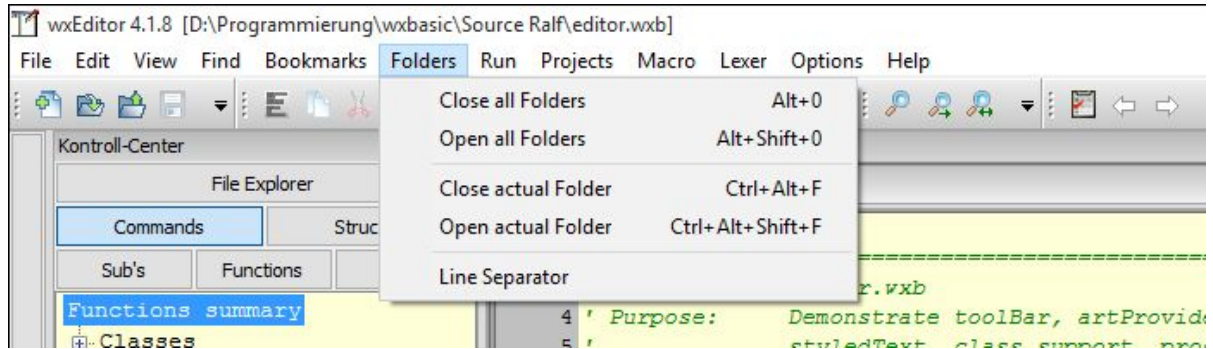 wxEditor 4.1.8 [D:\Programmierung\wxbasic\Source Ralf\editor.wxb]
File Edit View Find Bookmarks Folders Run Projects Macro Lexer Options Help
Close all Folders Alt+0
Open all Folders Alt+Shift+0
Close actual Folder Ctrl+Alt+F
Open actual Folder Ctrl+Alt+Shift+F
Line Separator
Kontroll-Center
File Explorer
Commands Struc
Sub's Functions
Functions summary
Classes
r.wxb
4 ' Purpose: Demonstrate toolBar, artProvide
5 ' styledText, class support, pro